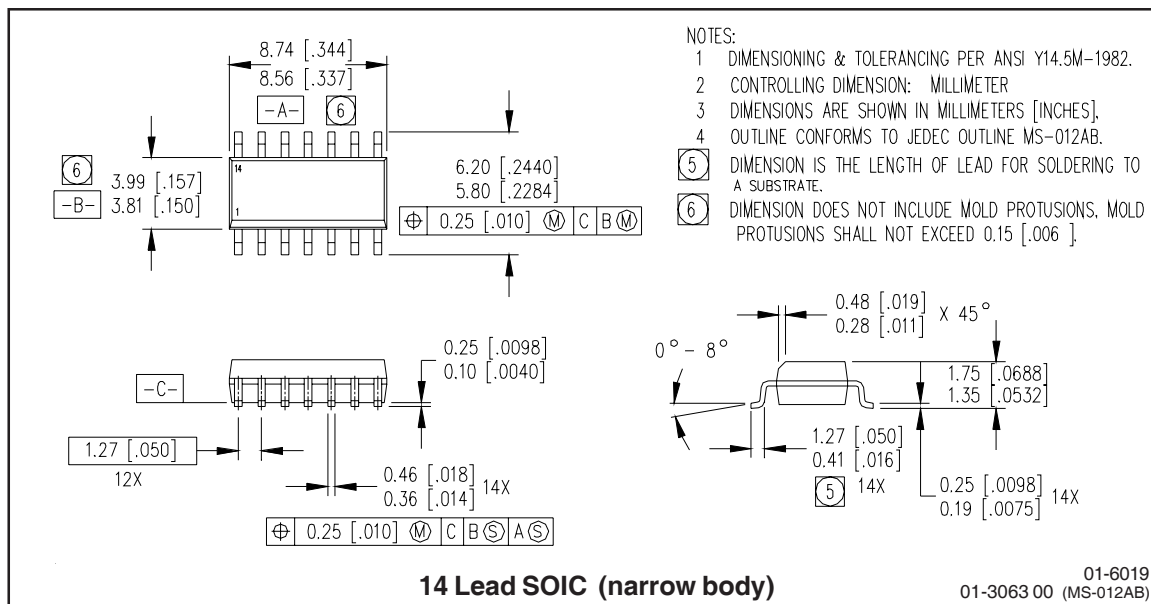 8.74 [.344]
8.56 [.337]
-A- 6
14
1
6
3.99 [.157]
-B- 3.81 [.150]
6.20 [.2440]
5.80 [.2284]
⌖ 0.25 [.010] Ⓜ C B Ⓜ
NOTES:
1 DIMENSIONING & TOLERANCING PER ANSI Y14.5M-1982.
2 CONTROLLING DIMENSION: MILLIMETER
3 DIMENSIONS ARE SHOWN IN MILLIMETERS [INCHES].
4 OUTLINE CONFORMS TO JEDEC OUTLINE MS-012AB.
5 DIMENSION IS THE LENGTH OF LEAD FOR SOLDERING TO
A SUBSTRATE.
6 DIMENSION DOES NOT INCLUDE MOLD PROTUSIONS, MOLD
PROTUSIONS SHALL NOT EXCEED 0.15 [.006 ].
-C-
0.25 [.0098]
0.10 [.0040]
1.27 [.050]
12X
0.46 [.018]
0.36 [.014] 14X
⌖ 0.25 [.010] Ⓜ C B Ⓢ A Ⓢ
0.48 [.019]
0.28 [.011] X 45°
0° - 8°
1.75 [.0688]
1.35 [.0532]
1.27 [.050]
0.41 [.016]
5 14X
0.25 [.0098]
0.19 [.0075] 14X
14 Lead SOIC (narrow body)
01-6019
01-3063 00 (MS-012AB)